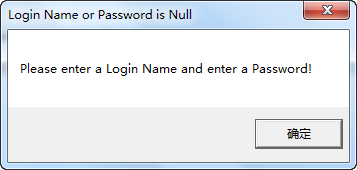 Login Name or Password is Null
Please enter a Login Name and enter a Password!
确定